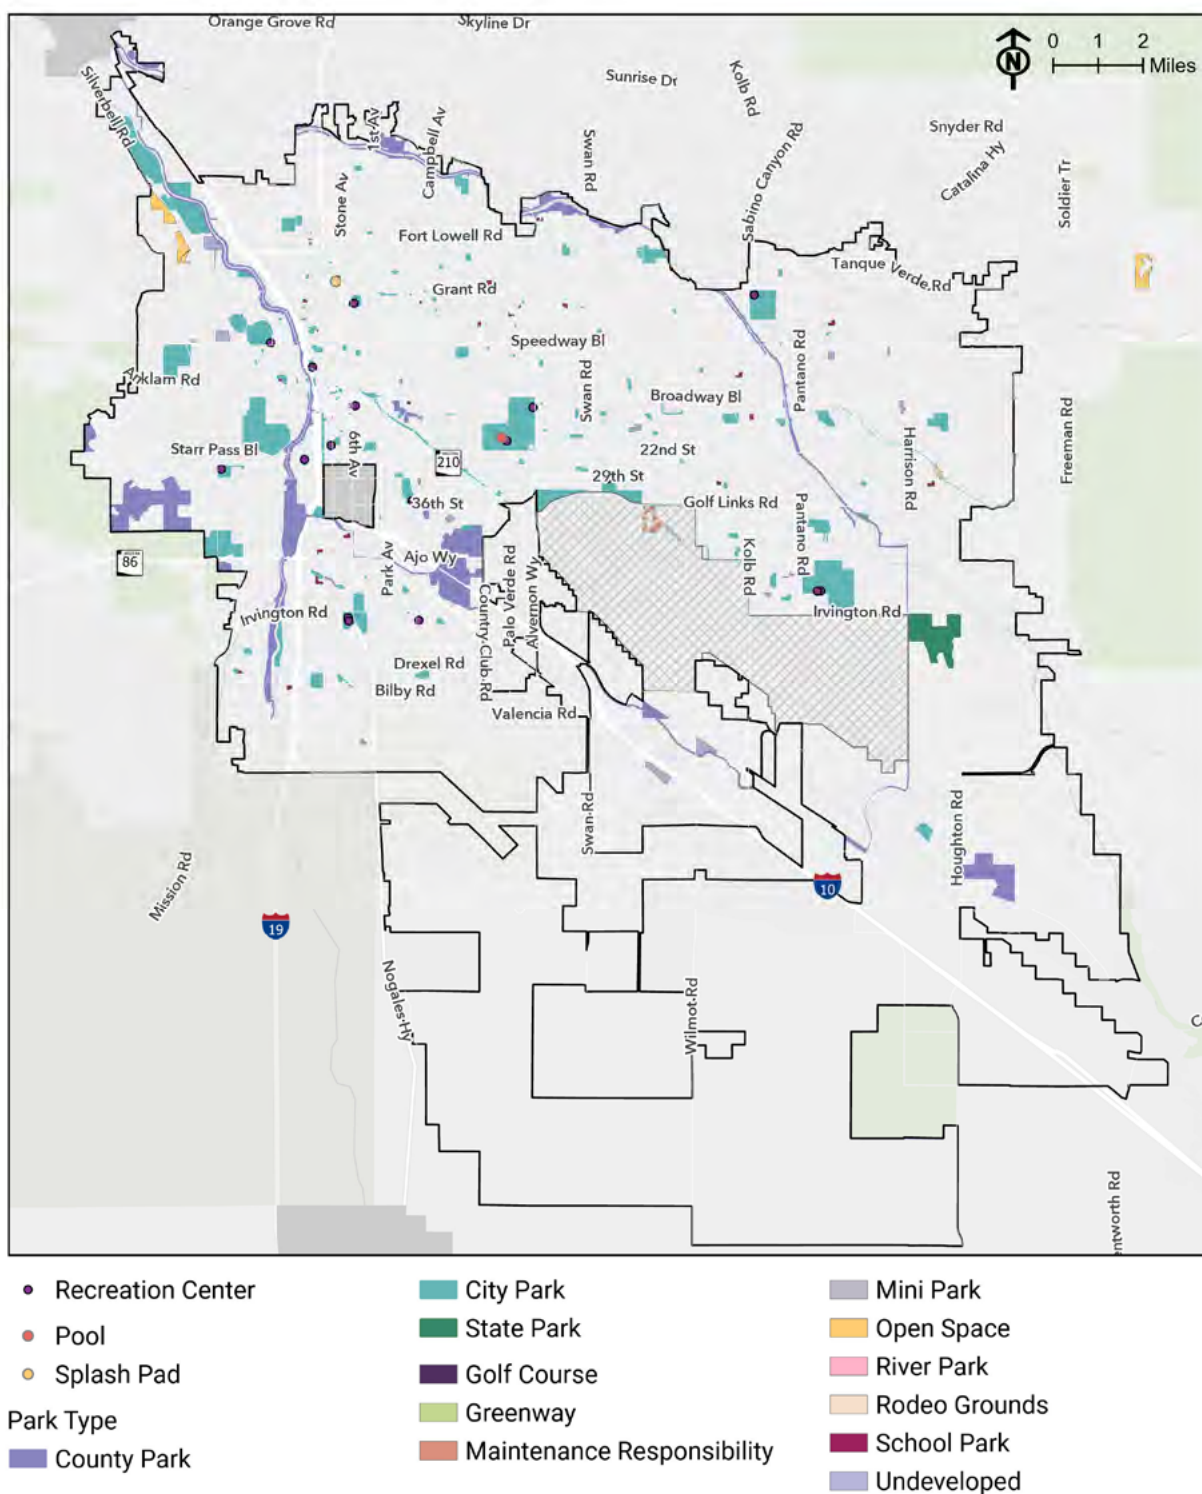 Orange Grove Rd
Skyline Dr
N
0 1 2
Miles
Sunrise Dr
Kolb Rd
Snyder Rd
Catalina Hy
Soldier Tr
Silverbell Rd
1st Av
Campbell Av
Swan Rd
Sabino Canyon Rd
Stone Av
Fort Lowell Rd
Tanque Verde Rd
Grant Rd
Speedway Bl
Pantano Rd
Anklam Rd
Swan Rd
Broadway Bl
Freeman Rd
Starr Pass Bl
6th Av
210
22nd St
Harrison Rd
29th St
36th St
Golf Links Rd
Pantano Rd
86
Ajo Wy
Park Av
Palo Verde Rd
Alvernon Wy
Kolb Rd
Country Club Rd
Irvington Rd
Irvington Rd
Drexel Rd
Bilby Rd
Valencia Rd
Swan Rd
Houghton Rd
Mission Rd
10
19
Nogales Hy
Wilmot Rd
C
entworth Rd
Recreation Center
Pool
Splash Pad
Park Type
County Park
City Park
State Park
Golf Course
Greenway
Maintenance Responsibility
Mini Park
Open Space
River Park
Rodeo Grounds
School Park
Undeveloped